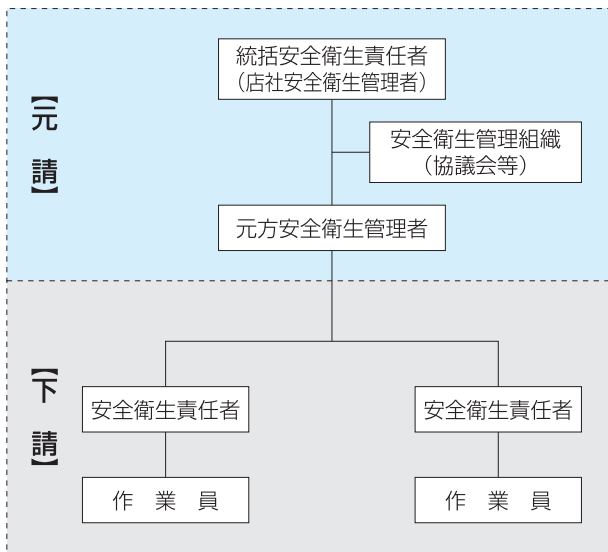 【元請】
統括安全衛生責任者
（店社安全衛生管理者）
安全衛生管理組織
（協議会等）
元方安全衛生管理者
【下請】
安全衛生責任者
安全衛生責任者
作　業　員
作　業　員